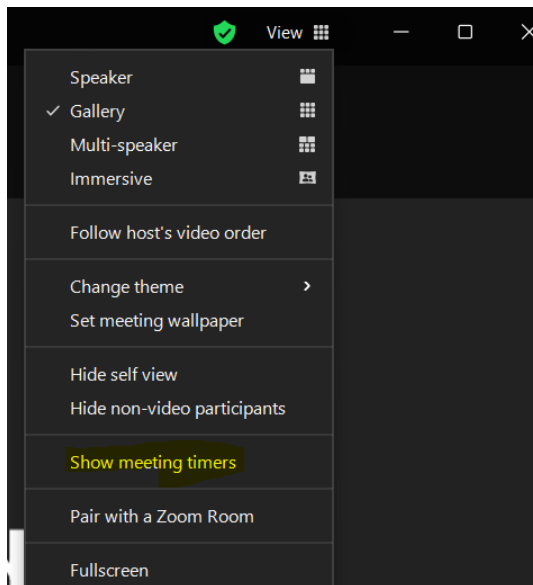 View
Speaker
Gallery
Multi-speaker
Immersive
Follow host's video order
Change theme
Set meeting wallpaper
Hide self view
Hide non-video participants
Show meeting timers
Pair with a Zoom Room
Fullscreen